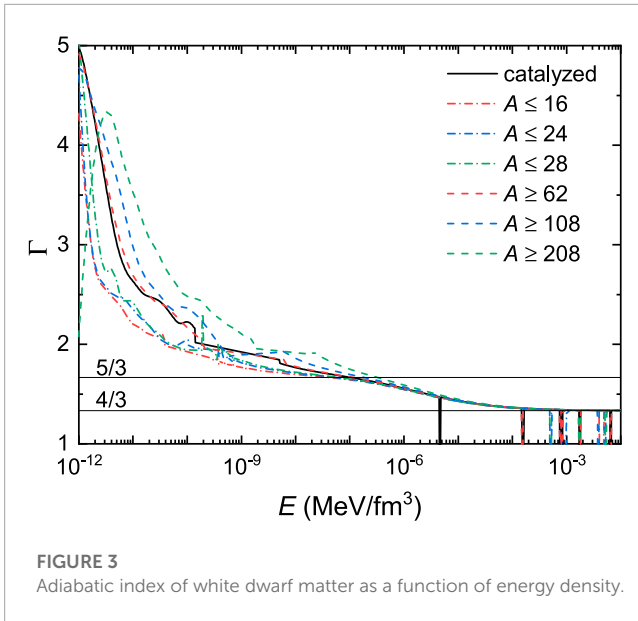 5
4
3
2
1
Γ
5/3
4/3
catalyzed
A ≤ 16
A ≤ 24
A ≤ 28
A ≥ 62
A ≥ 108
A ≥ 208
10⁻¹² 10⁻⁹ 10⁻⁶ 10⁻³
E (MeV/fm³)
FIGURE 3
Adiabatic index of white dwarf matter as a function of energy density.